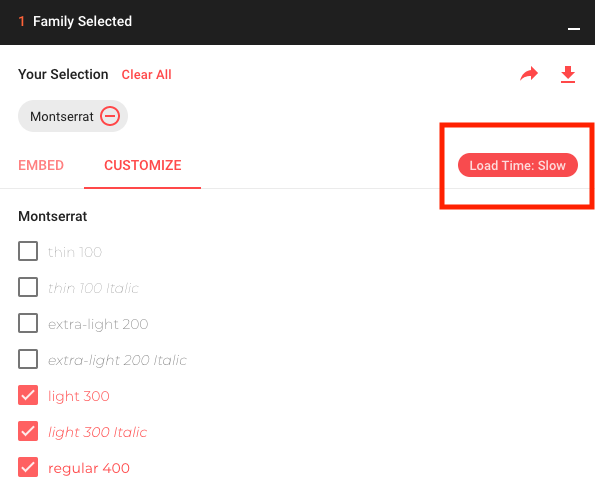 1 Family Selected
Your Selection Clear All
Montserrat
EMBED CUSTOMIZE Load Time: Slow
Montserrat
thin 100
thin 100 Italic
extra-light 200
extra-light 200 Italic
light 300
light 300 Italic
regular 400